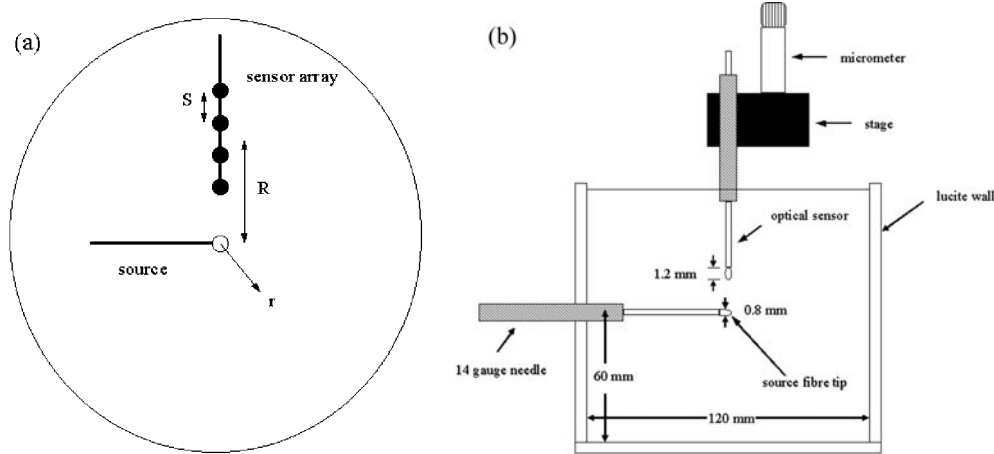 (a)
sensor array
S
R
source
r
(b)
micrometer
stage
lucite wall
optical sensor
1.2 mm
0.8 mm
14 gauge needle
60 mm
source fibre tip
120 mm